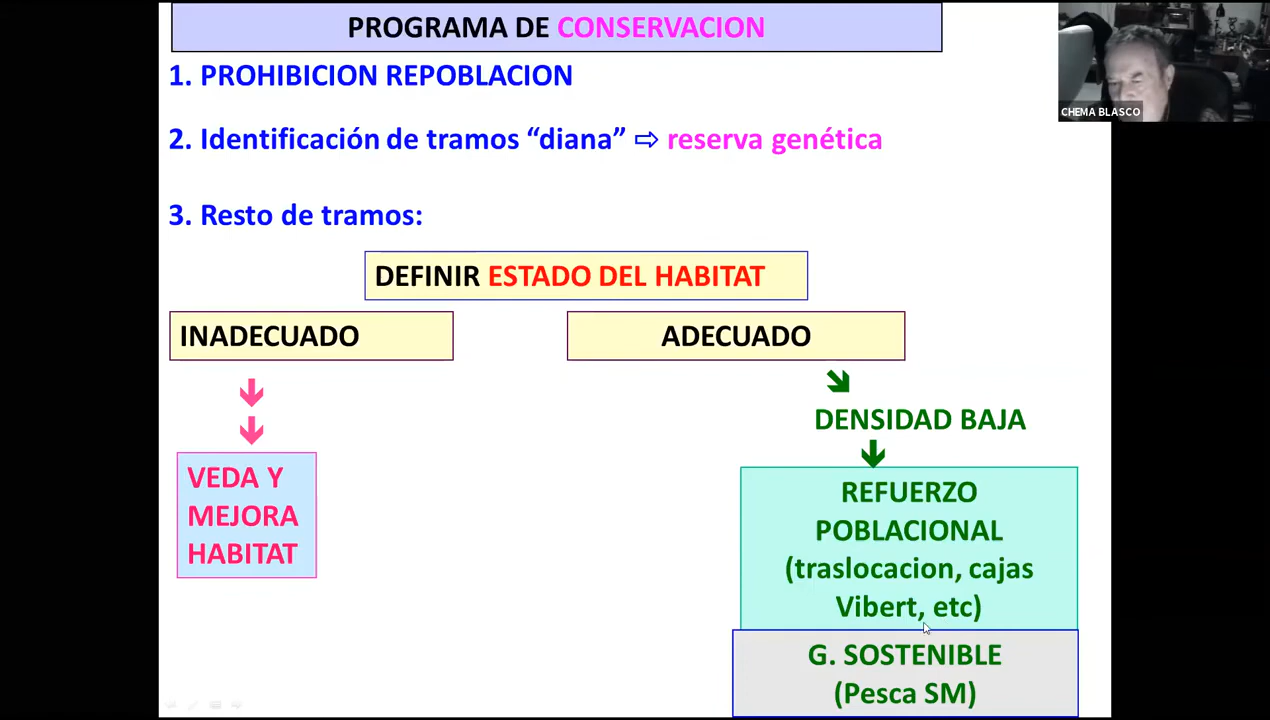 PROGRAMA DE CONSERVACION
CHEMA BLASCO
1. PROHIBICION REPOBLACION
2. Identificación de tramos “diana” ⇨ reserva genética
3. Resto de tramos:
DEFINIR ESTADO DEL HABITAT
INADECUADO
ADECUADO
DENSIDAD BAJA
VEDA Y
MEJORA
HABITAT
REFUERZO
POBLACIONAL
(traslocacion, cajas
Vibert, etc)
G. SOSTENIBLE
(Pesca SM)